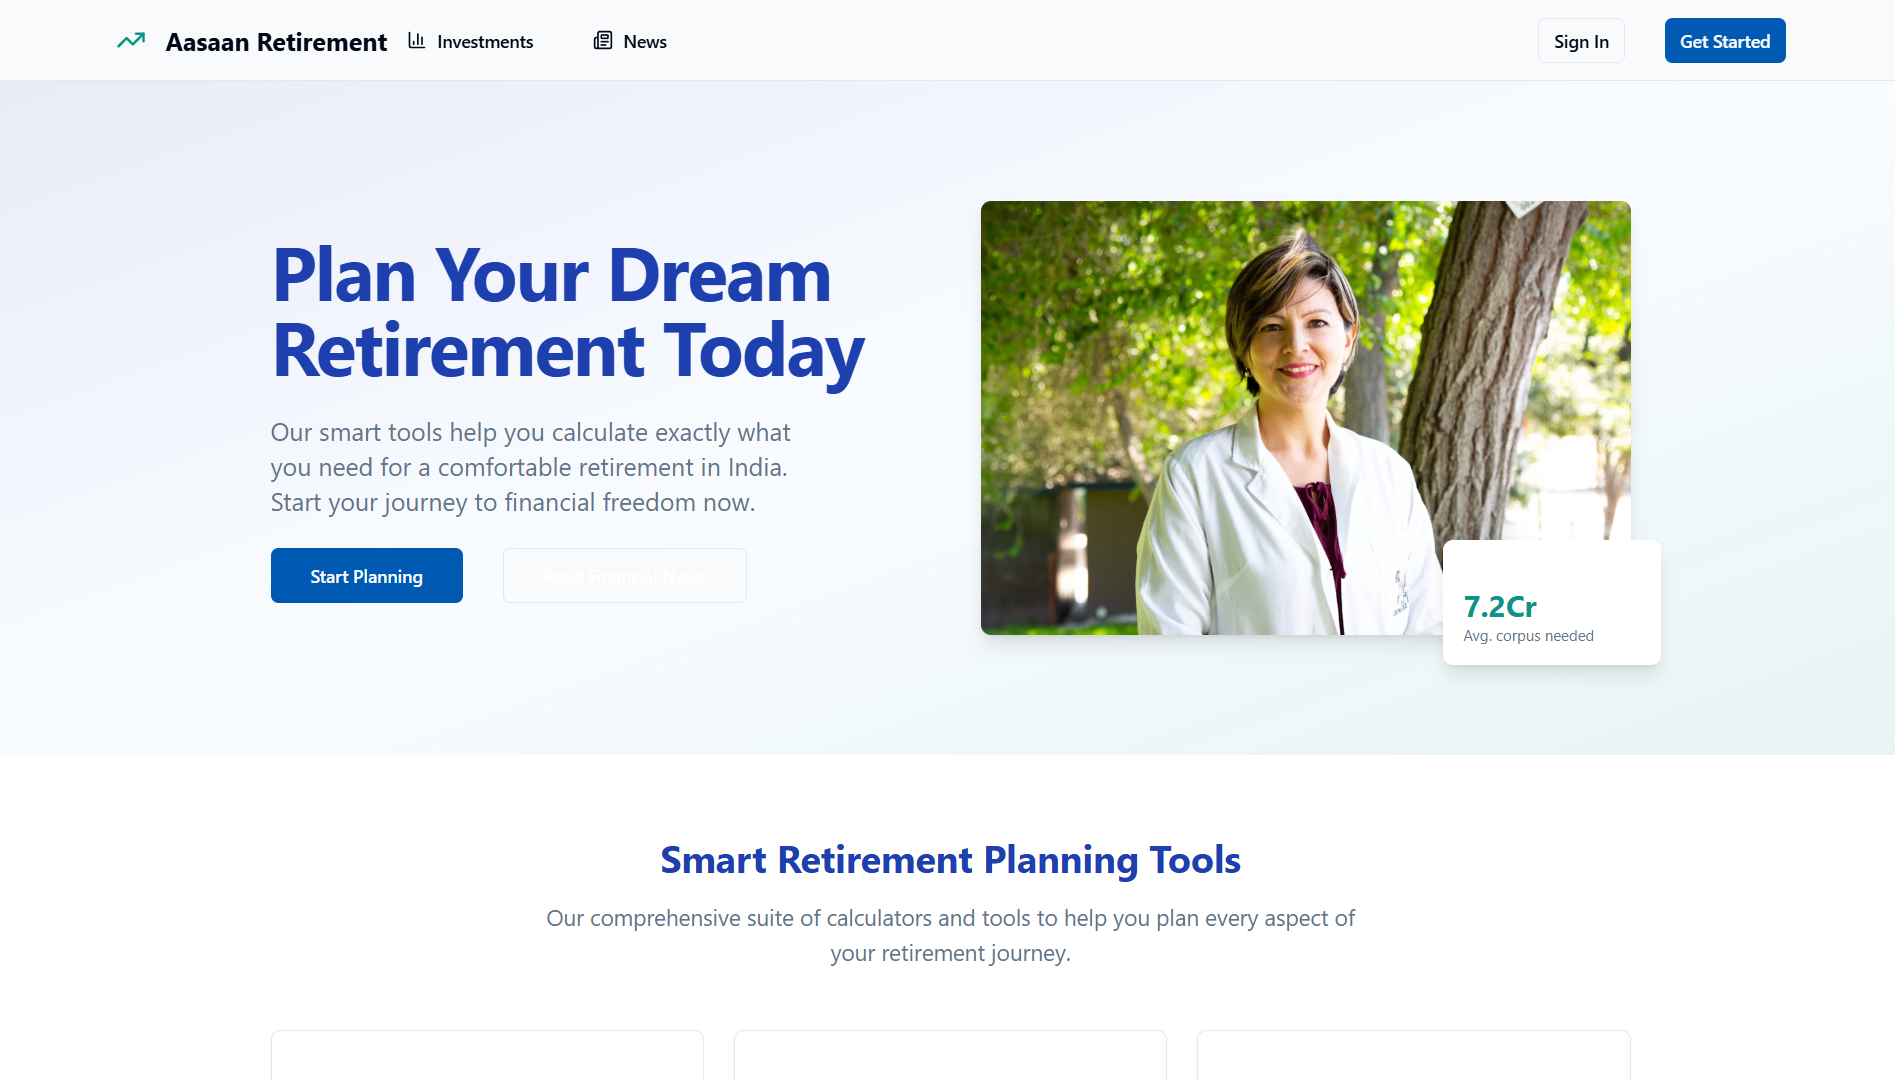 Aasaan Retirement
Investments
News
Sign In
Get Started
Plan Your Dream
Retirement Today
Our smart tools help you calculate exactly what
you need for a comfortable retirement in India.
Start your journey to financial freedom now.
Start Planning
Read Financial News
7.2Cr
Avg. corpus needed
Smart Retirement Planning Tools
Our comprehensive suite of calculators and tools to help you plan every aspect of
your retirement journey.